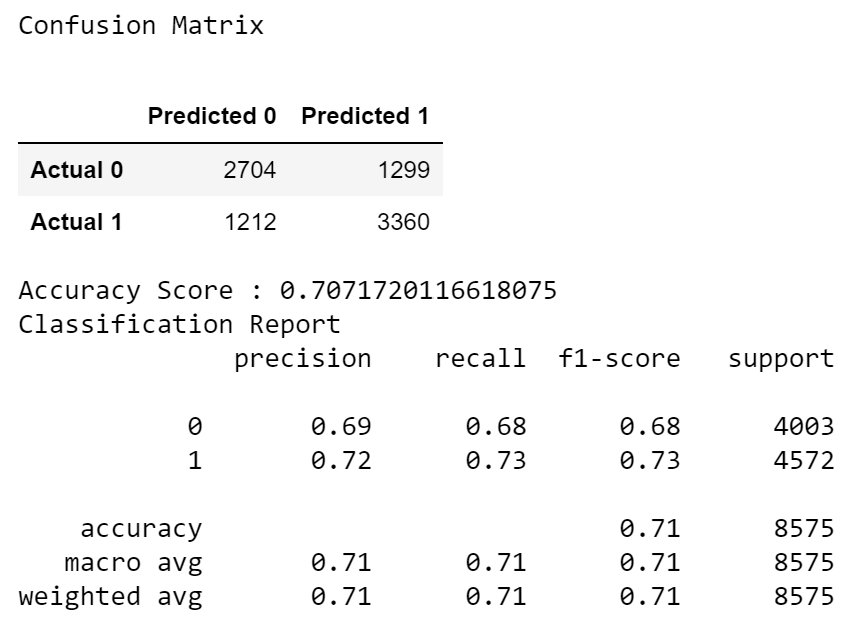 Confusion Matrix
Predicted 0 Predicted 1
Actual 0 2704 1299
Actual 1 1212 3360
Accuracy Score : 0.7071720116618075
Classification Report
precision recall f1-score support
0 0.69 0.68 0.68 4003
1 0.72 0.73 0.73 4572
accuracy 0.71 8575
macro avg 0.71 0.71 0.71 8575
weighted avg 0.71 0.71 0.71 8575